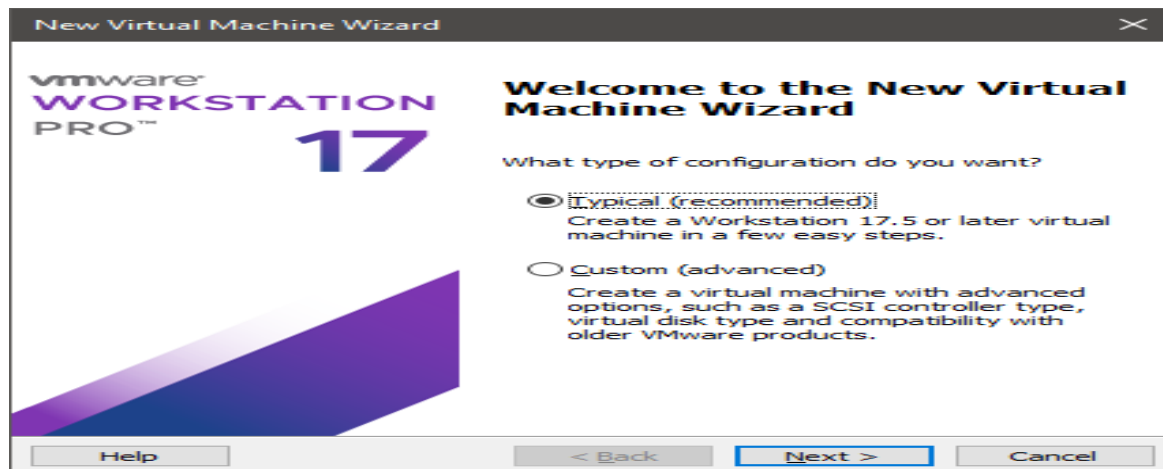 New Virtual Machine Wizard
vmware
WORKSTATION
PRO™
17
Welcome to the New Virtual
Machine Wizard
What type of configuration do you want?
Typical (recommended)
Create a Workstation 17.5 or later virtual
machine in a few easy steps.
Custom (advanced)
Create a virtual machine with advanced
options, such as a SCSI controller type,
virtual disk type and compatibility with
older VMware products.
Help
< Back
Next >
Cancel